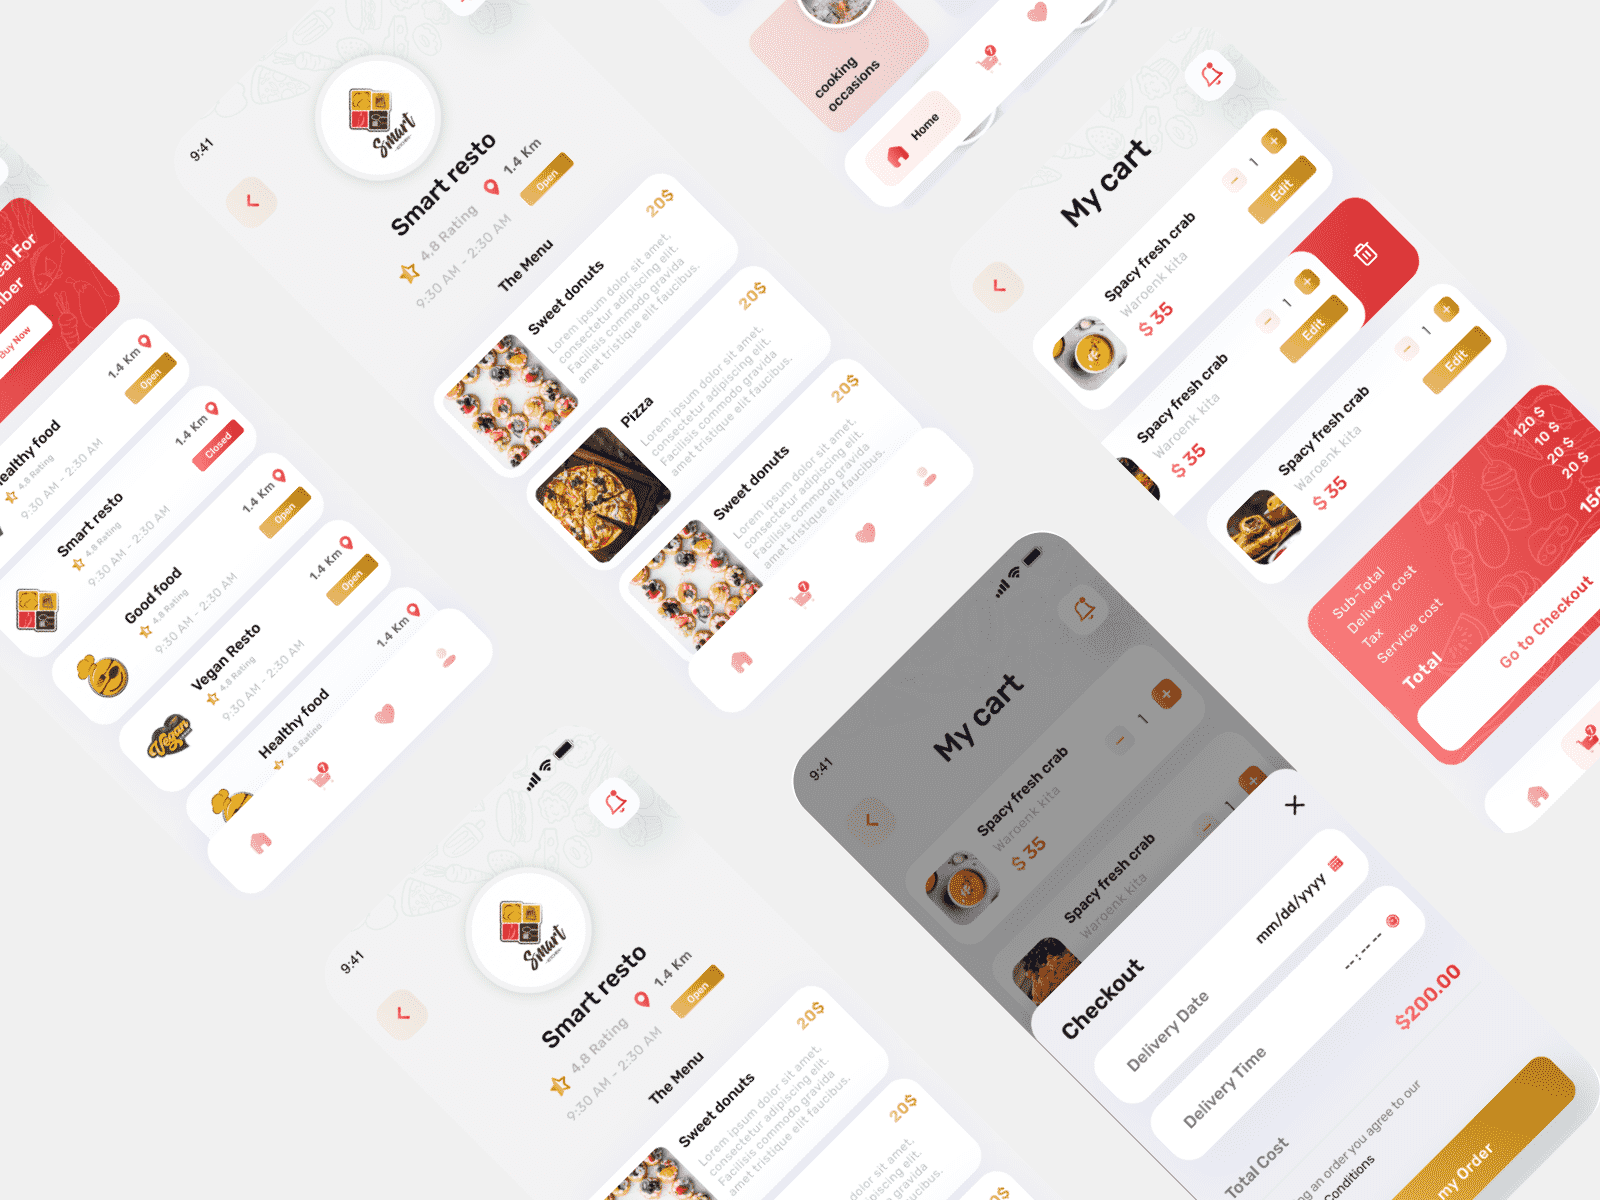 eal For
nber
Buy Now
ealthy food
4,8 Rating
9:30 AM - 2:30 AM
1.4 Km
Open
Smart resto
4,8 Rating
9:30 AM - 2:30 AM
1.4 Km
Closed
Good food
4,8 Rating
9:30 AM - 2:30 AM
1.4 Km
Open
Vegan
Vegan Resto
4,8 Rating
9:30 AM - 2:30 AM
1.4 Km
Open
Healthy food
4,8 Rating
1.4 Km
7
9:41
Smart
Smart resto
4,8 Rating
1.4 Km
9:30 AM - 2:30 AM
Open
The Menu
Sweet donuts
20$
Lorem ipsum dolor sit amet,
consectetur adipiscing elit.
Facilisis commodo gravida
amet tristique elit faucibus.
Pizza
20$
Lorem ipsum dolor sit amet,
consectetur adipiscing elit.
Facilisis commodo gravida
amet tristique elit faucibus.
Sweet donuts
20$
Lorem ipsum dolor sit amet,
consectetur adipiscing elit.
Facilisis commodo gravida
amet tristique elit faucibus.
7
cooking
occasions
Home
7
My cart
Spacy fresh crab
Waroenk kita
$ 35
1
Edit
Spacy fresh crab
Waroenk kita
$ 35
1
Edit
Spacy fresh crab
Waroenk kita
$ 35
1
Edit
Sub-Total
120 $
Delivery cost
10 $
Tax
20 $
Service cost
20 $
Total
150
Go to Checkout
9:41
Smart
Smart resto
4,8 Rating
1.4 Km
9:30 AM - 2:30 AM
Open
The Menu
Sweet donuts
20$
Lorem ipsum dolor sit amet,
consectetur adipiscing elit.
Facilisis commodo gravida
amet tristique elit faucibus.
20$
dolor sit amet,
adipiscing elit.
gravida
faucibus.
20$
9:41
My cart
Spacy fresh crab
Waroenk kita
$ 35
1
Spacy fresh crab
Waroenk kita
1
Checkout
Delivery Date
mm/dd/yyyy
Delivery Time
--:-- --
Total Cost
$200.00
ng an order you agree to our
Conditions
my Order